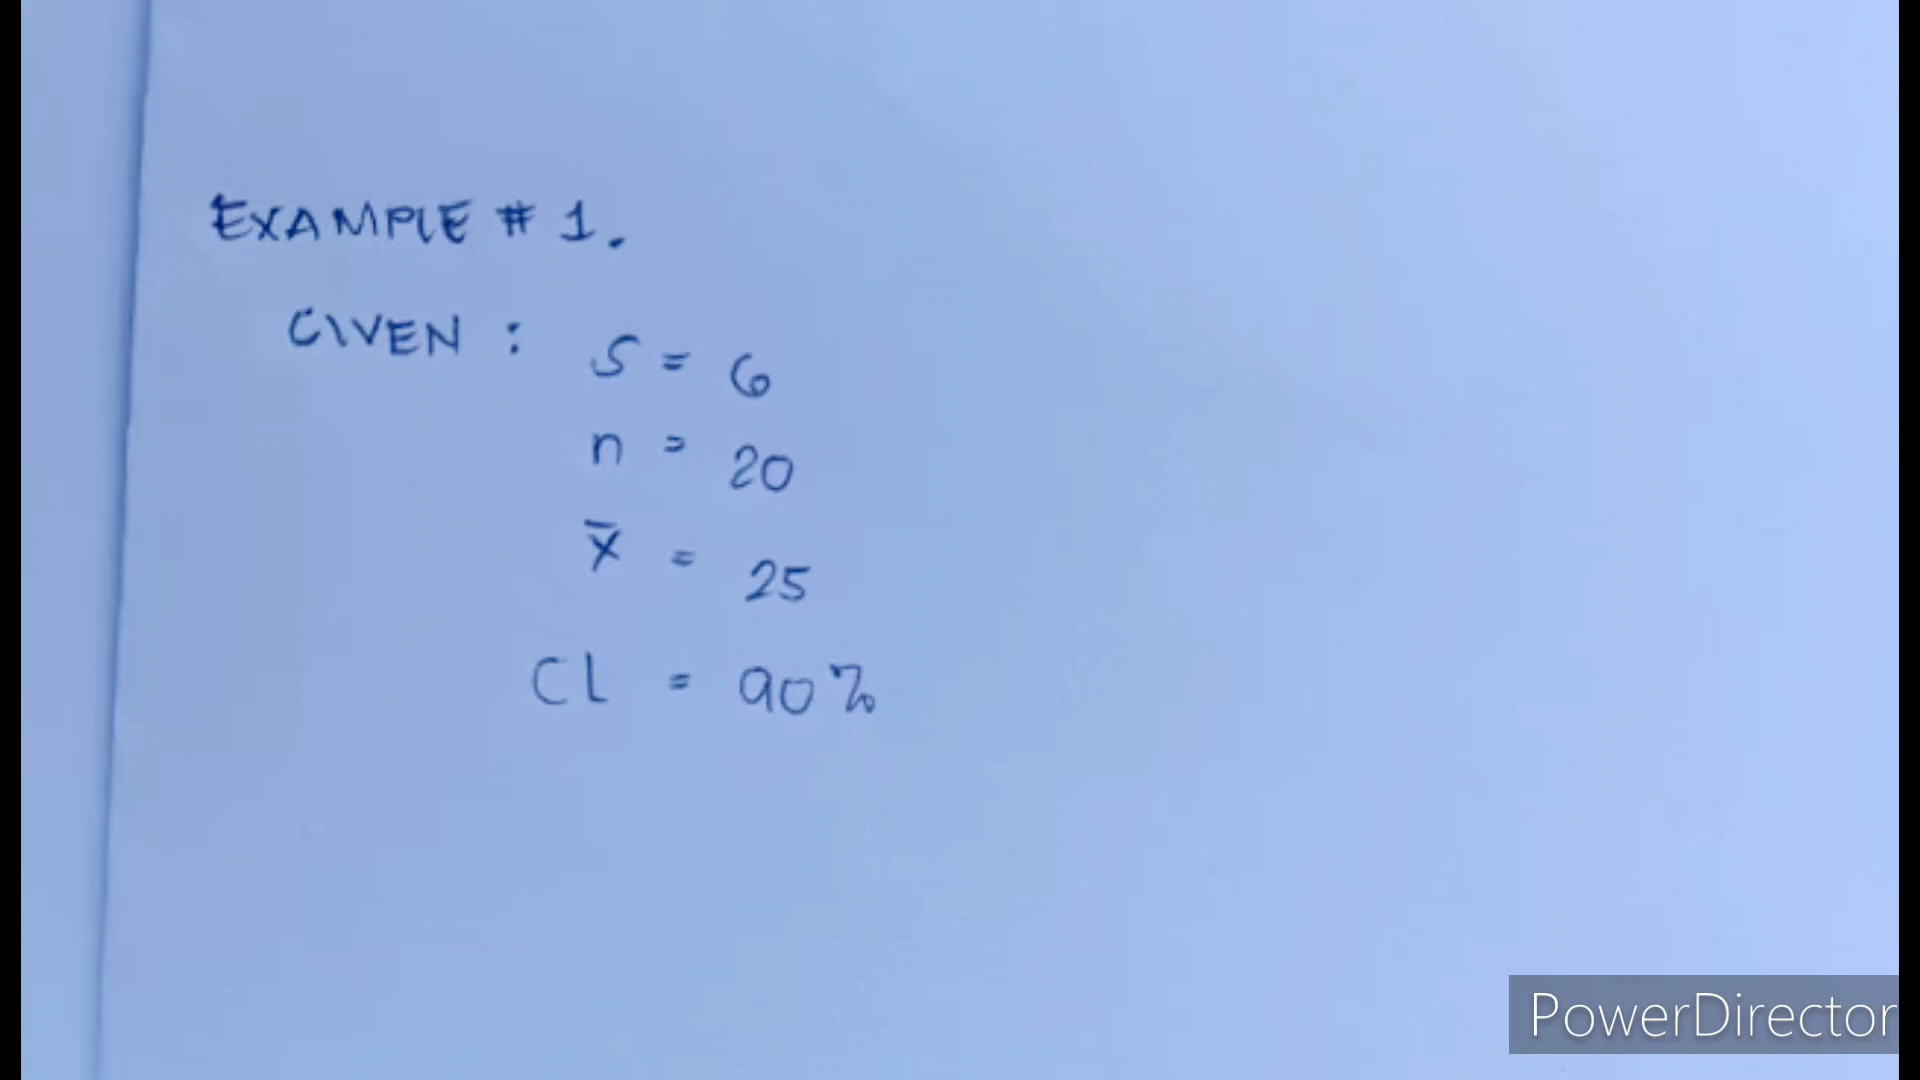 EXAMPLE # 1.
GIVEN : S = 6
n = 20
x̄ = 25
CL = 90%
PowerDirector